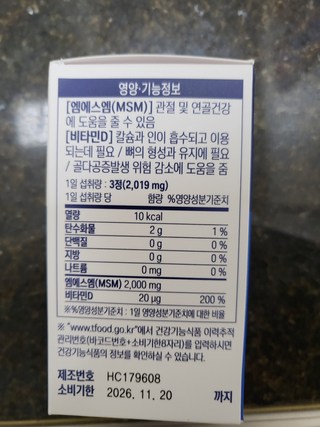 영양·기능정보
[엠에스엠(MSM)] 관절 및 연골건강
에 도움을 줄 수 있음
[비타민D] 칼슘과 인이 흡수되고 이용
되는데 필요 / 뼈의 형성과 유지에 필요
/ 골다공증발생 위험 감소에 도움을 줌
1일 섭취량 : 3정(2,019 mg)
1일 섭취량 당 함량 %영양성분기준치
열량 10 kcal
탄수화물 2 g 1 %
단백질 0 g 0 %
지방 0 g 0 %
나트륨 0 mg 0 %
엠에스엠(MSM) 2,000 mg
비타민D 20 μg 200 %
※%영양성분기준치 : 1일 영양성분기준치에 대한 비율
※ "www.tfood.go.kr"에서 건강기능식품 이력추적
관리번호(바코드번호+소비기한8자리)를 입력하시면
건강기능식품의 정보를 확인하실 수 있습니다.
제조번호 HC179608
소비기한 2026. 11. 20 까지